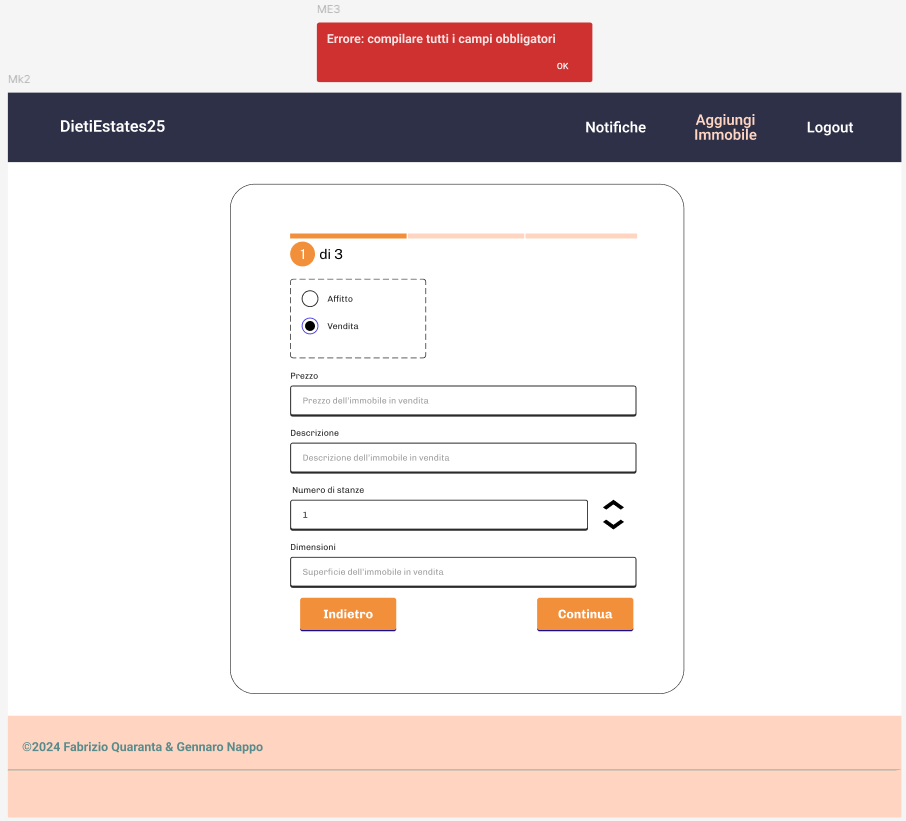 ME3
Errore: compilare tutti i campi obbligatori
OK
Mk2
DietiEstates25
Notifiche
Aggiungi
Immobile
Logout
1 di 3
Affitto
Vendita
Prezzo
Prezzo dell'immobile in vendita
Descrizione
Descrizione dell'immobile in vendita
Numero di stanze
1
Dimensioni
Superficie dell'immobile in vendita
Indietro
Continua
©2024 Fabrizio Quaranta & Gennaro Nappo